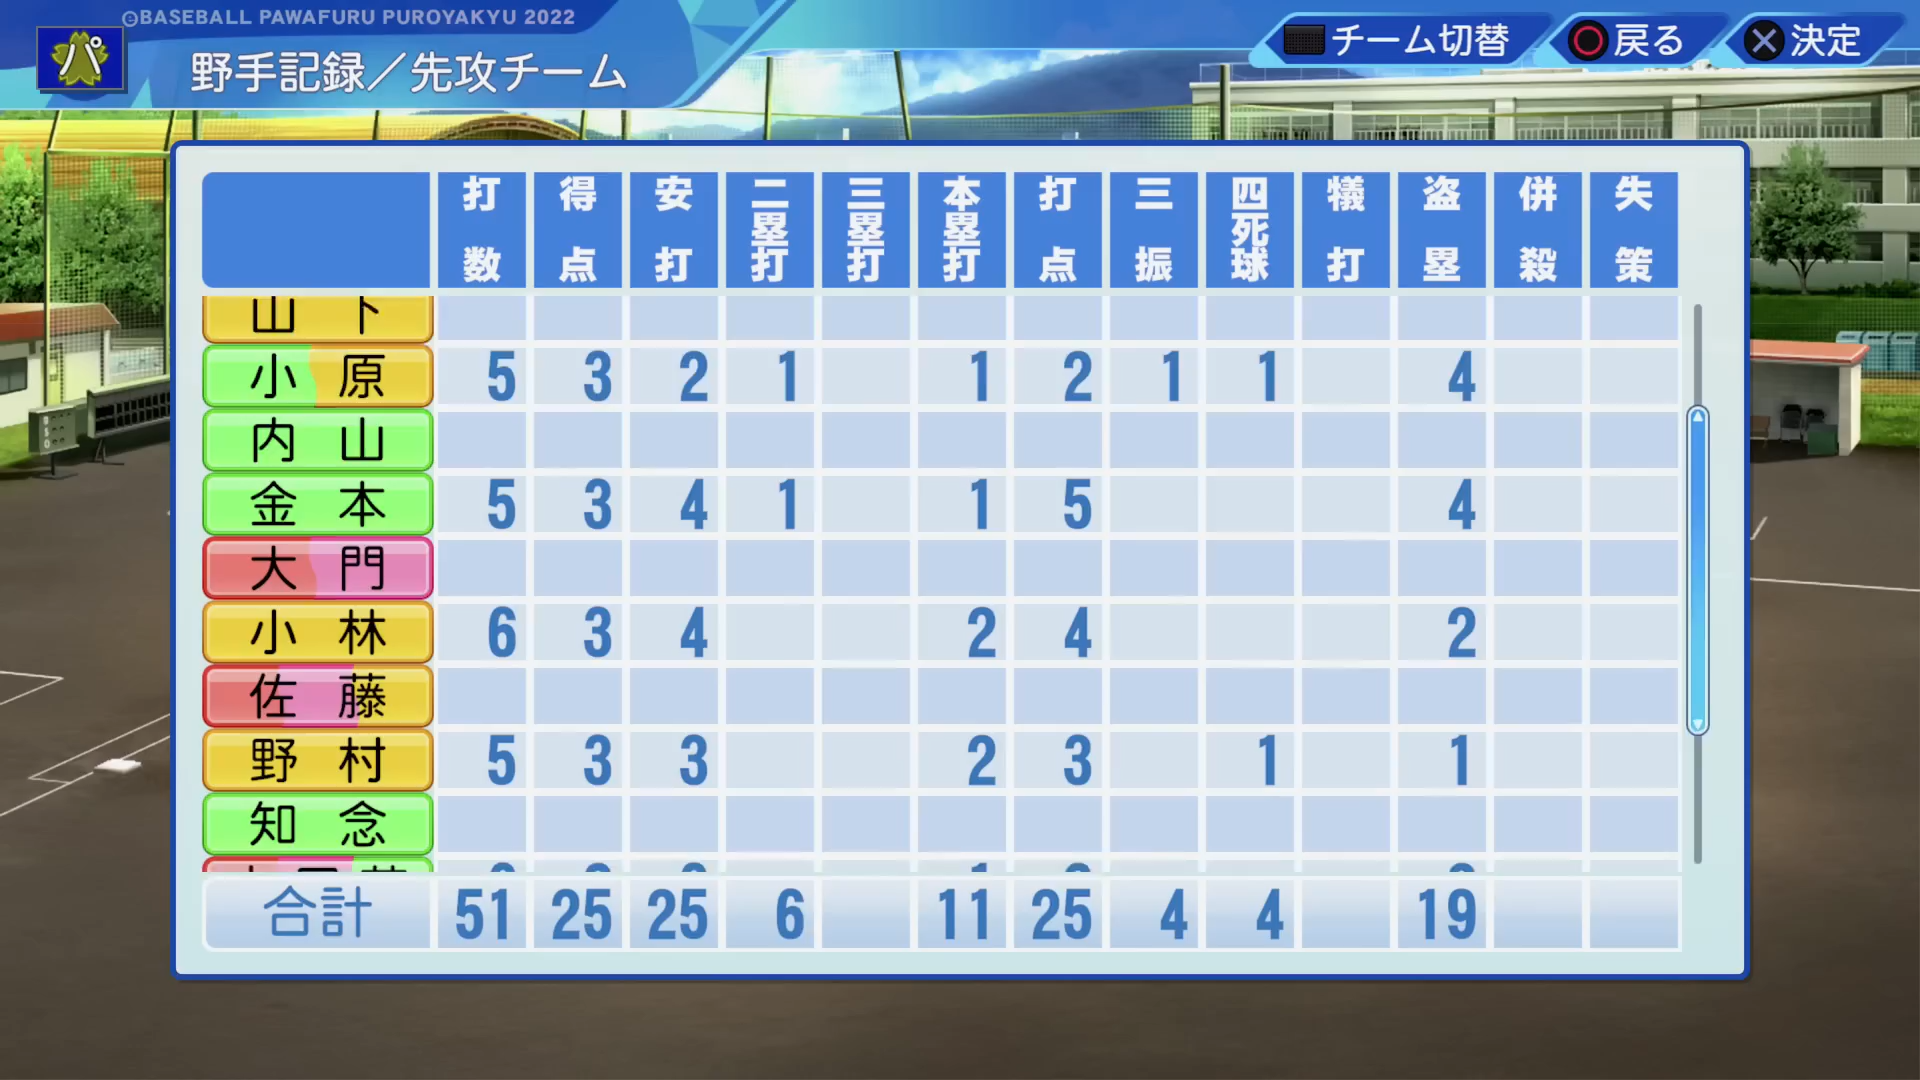 ©BASEBALL PAWAFURU PUROYAKYU 2022
パ
野手記録／先攻チーム
チーム切替 戻る 決定
打数 得点 安打 二塁打 三塁打 本塁打 打点 三振 四死球 犠打 盗塁 併殺 失策
山下
小原 5 3 2 1 1 2 1 1 4
内山
金本 5 3 4 1 1 5 4
大門
小林 6 3 4 2 4 2
佐藤
野村 5 3 3 2 3 1 1
知念
合計 51 25 25 6 11 25 4 4 19